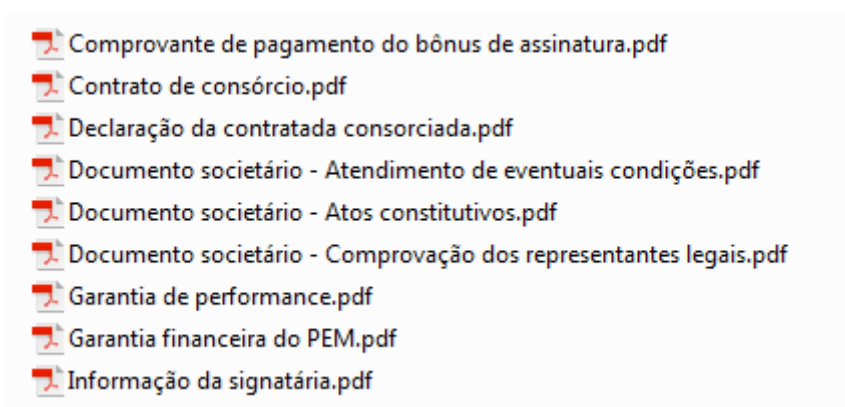 Comprovante de pagamento do bônus de assinatura.pdf
Contrato de consórcio.pdf
Declaração da contratada consorciada.pdf
Documento societário - Atendimento de eventuais condições.pdf
Documento societário - Atos constitutivos.pdf
Documento societário - Comprovação dos representantes legais.pdf
Garantia de performance.pdf
Garantia financeira do PEM.pdf
Informação da signatária.pdf